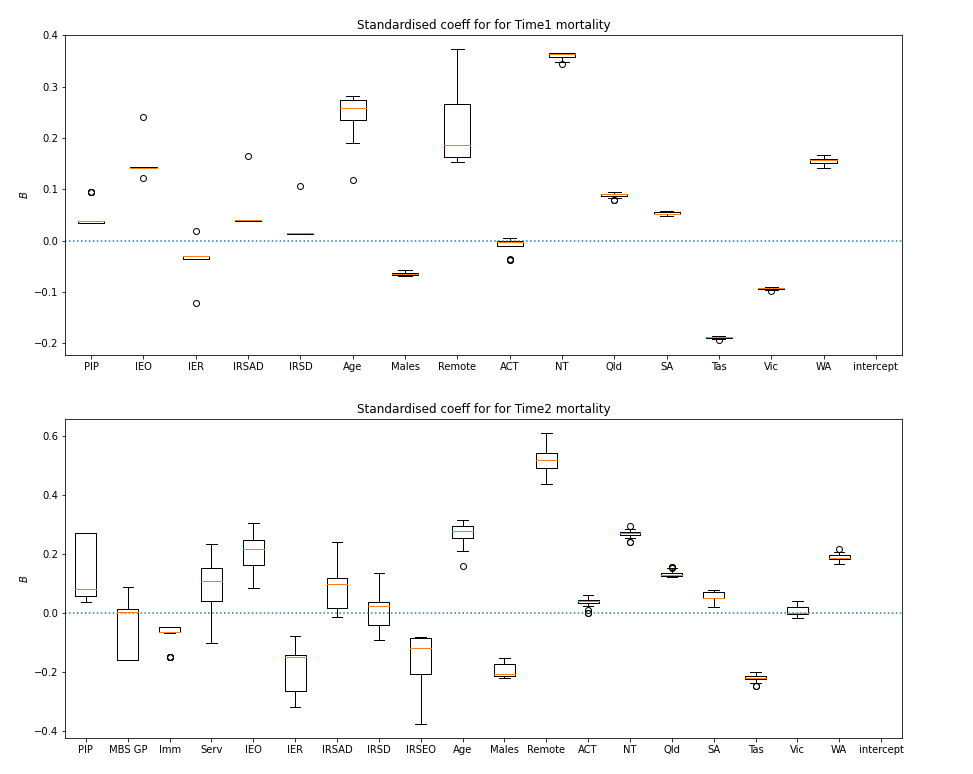 Standardised coeff for for Time1 mortality
0.4
0.3
0.2
0.1
0.0
−0.1
−0.2
B
PIP IEO IER IRSAD IRSD Age Males Remote ACT NT Qld SA Tas Vic WA intercept
Standardised coeff for for Time2 mortality
0.6
0.4
0.2
0.0
−0.2
−0.4
B
PIP MBS GP Imm Serv IEO IER IRSAD IRSD IRSEO Age Males Remote ACT NT Qld SA Tas Vic WA intercept